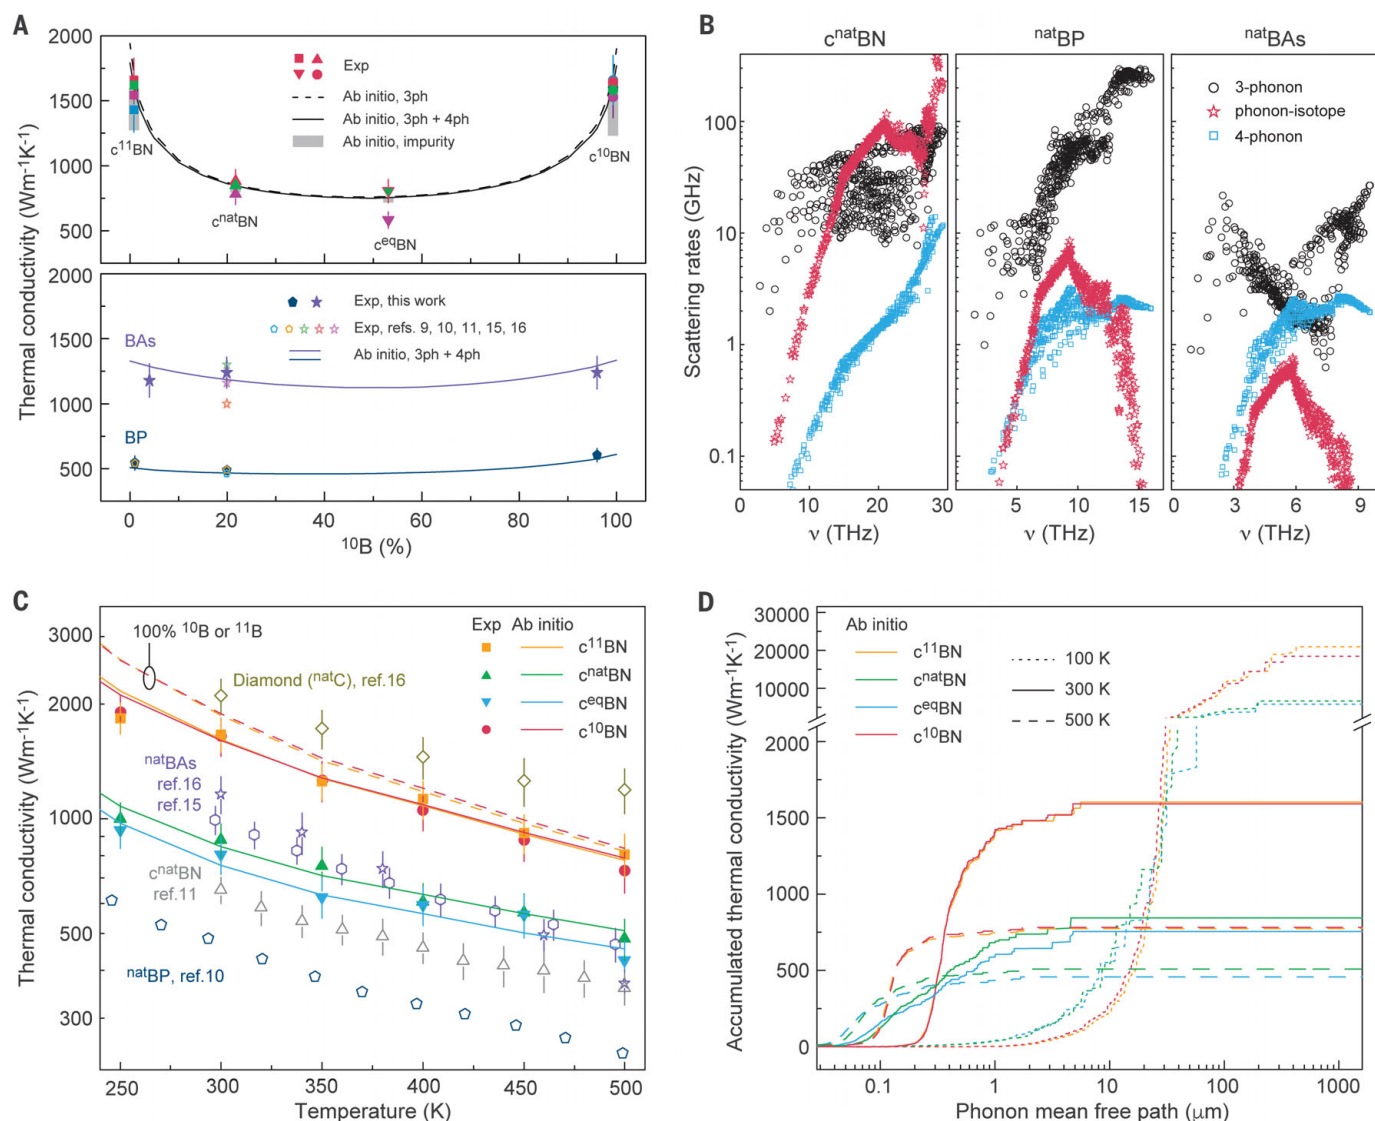 A
Thermal conductivity (Wm-1K-1)
2000
1500
1000
500
Exp
Ab initio, 3ph
Ab initio, 3ph + 4ph
Ab initio, impurity
c11BN
c10BN
cnatBN
ceqBN
2000
1500
1000
500
Exp, this work
Exp, refs. 9, 10, 11, 15, 16
Ab initio, 3ph + 4ph
BAs
BP
0 20 40 60 80 100
10B (%)
B
cnatBN natBP natBAs
Scattering rates (GHz)
100
10
1
0.1
3-phonon
phonon-isotope
4-phonon
0 10 20 30
5 10 15
0 3 6 9
ν (THz) ν (THz) ν (THz)
C
Thermal conductivity (Wm-1K-1)
3000
2000
1000
500
300
100% 10B or 11B
Exp Ab initio
c11BN
cnatBN
ceqBN
c10BN
Diamond (natC), ref.16
natBAs
ref.16
ref.15
cnatBN
ref.11
natBP, ref.10
250 300 350 400 450 500
Temperature (K)
D
Accumulated thermal conductivity (Wm-1K-1)
30000
20000
10000
2000
1500
1000
500
0
Ab initio
c11BN
cnatBN
ceqBN
c10BN
100 K
300 K
500 K
0.1 1 10 100 1000
Phonon mean free path (μm)